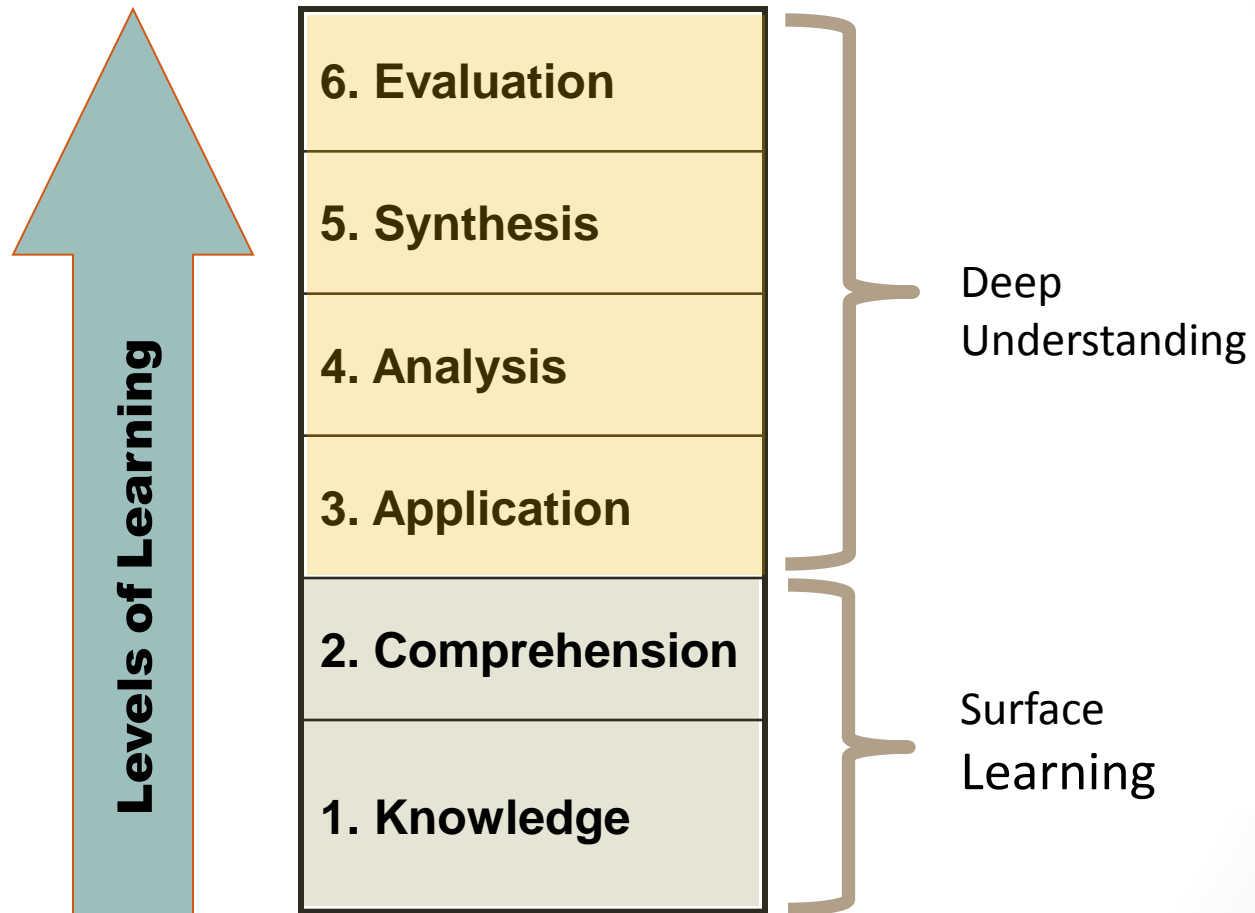 Levels of Learning
6. Evaluation
5. Synthesis
4. Analysis
3. Application
2. Comprehension
1. Knowledge
Deep
Understanding
Surface
Learning